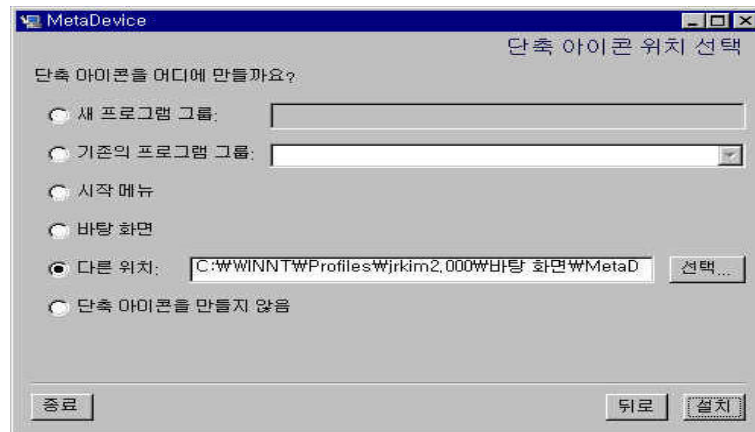 MetaDevice
단축 아이콘 위치 선택
단축 아이콘을 어디에 만들까요?
새 프로그램 그룹:
기존의 프로그램 그룹:
시작 메뉴
바탕 화면
다른 위치: C:₩WINNT₩Profiles₩jrkim2,000₩바탕 화면₩MetaD 선택...
단축 아이콘을 만들지 않음
종료 뒤로 설치